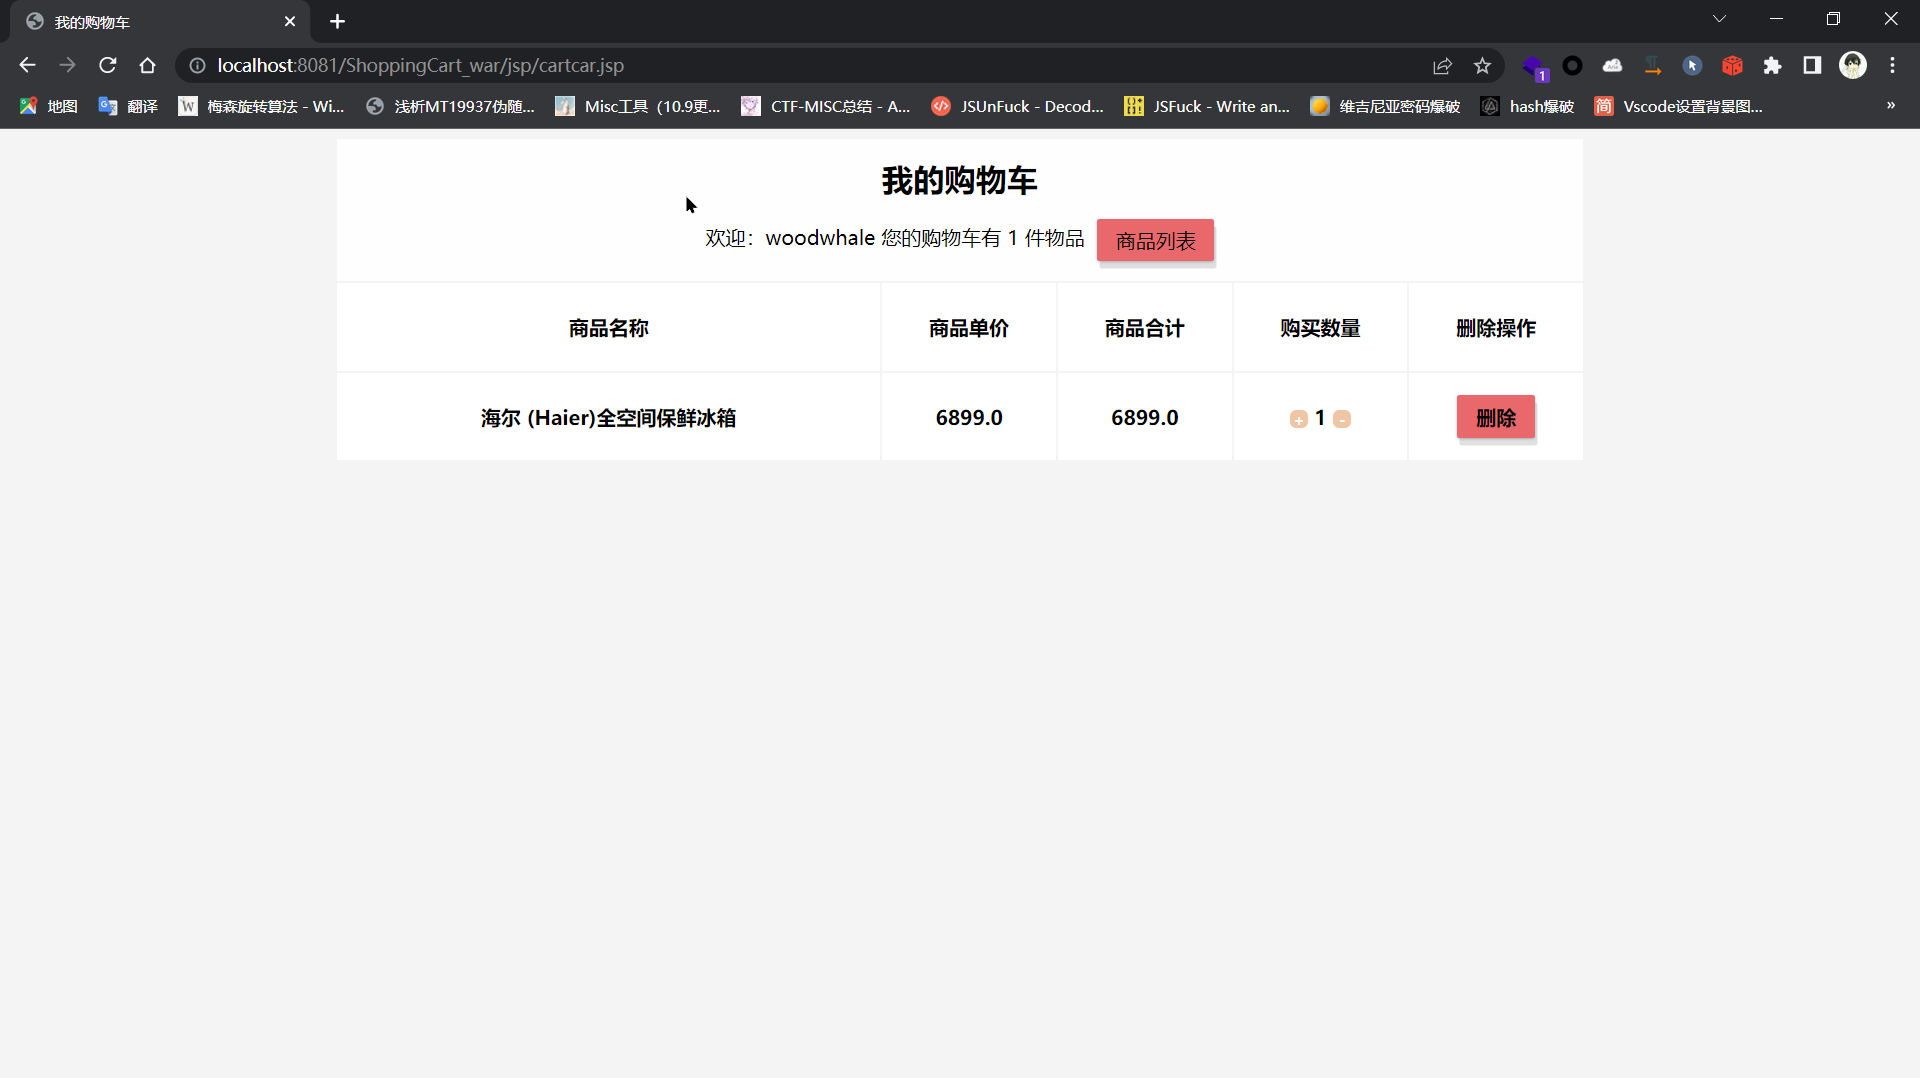 我的购物车
localhost:8081/ShoppingCart_war/jsp/cartcar.jsp
1
地图 翻译 W 梅森旋转算法 - Wi... 浅析MT19937伪随... Misc工具（10.9更... CTF-MISC总结 - A... JSUnFuck - Decod... JSFuck - Write an... 维吉尼亚密码爆破 hash爆破 简 Vscode设置背景图... »
我的购物车
欢迎：woodwhale 您的购物车有 1 件物品 商品列表
商品名称 商品单价 商品合计 购买数量 删除操作
海尔 (Haier)全空间保鲜冰箱 6899.0 6899.0 + 1 - 删除